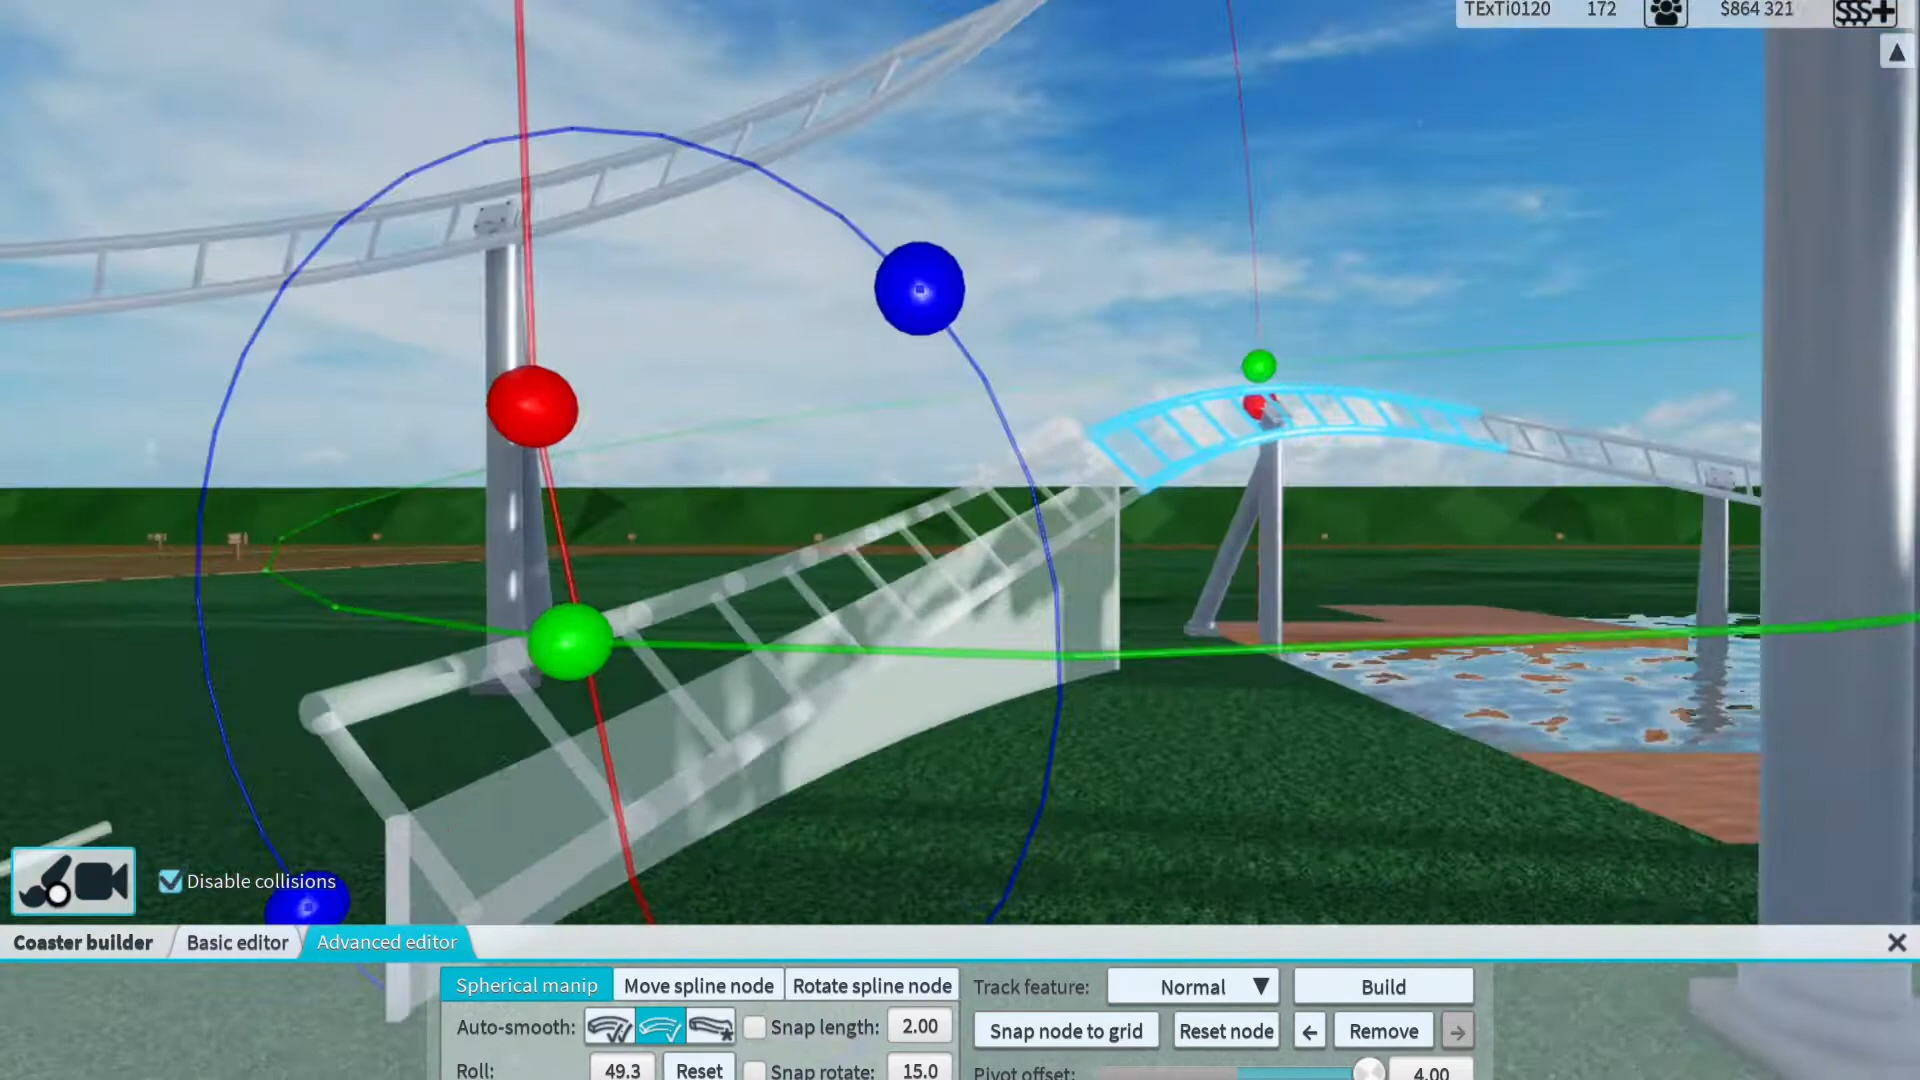 TExTi0120 172 $864 321 $$$+
Disable collisions
Coaster builder Basic editor Advanced editor
Spherical manip Move spline node Rotate spline node Track feature: Normal Build
Auto-smooth: Snap length: 2.00 Snap node to grid Reset node Remove
Roll: 49.3 Reset Snap rotate: 15.0 Pivot offset: 4.00